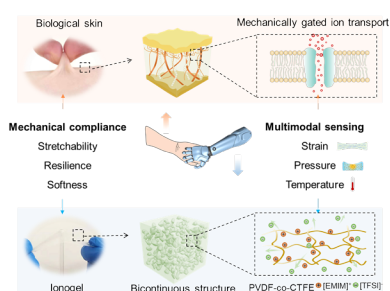 Biological skin
Mechanically gated ion transport
Mechanical compliance
Stretchability
Resilience
Softness
Multimodal sensing
Strain
Pressure
Temperature
Ionogel
Bicontinuous structure
PVDF-co-CTFE
[EMIM]⁺
[TFSI]⁻